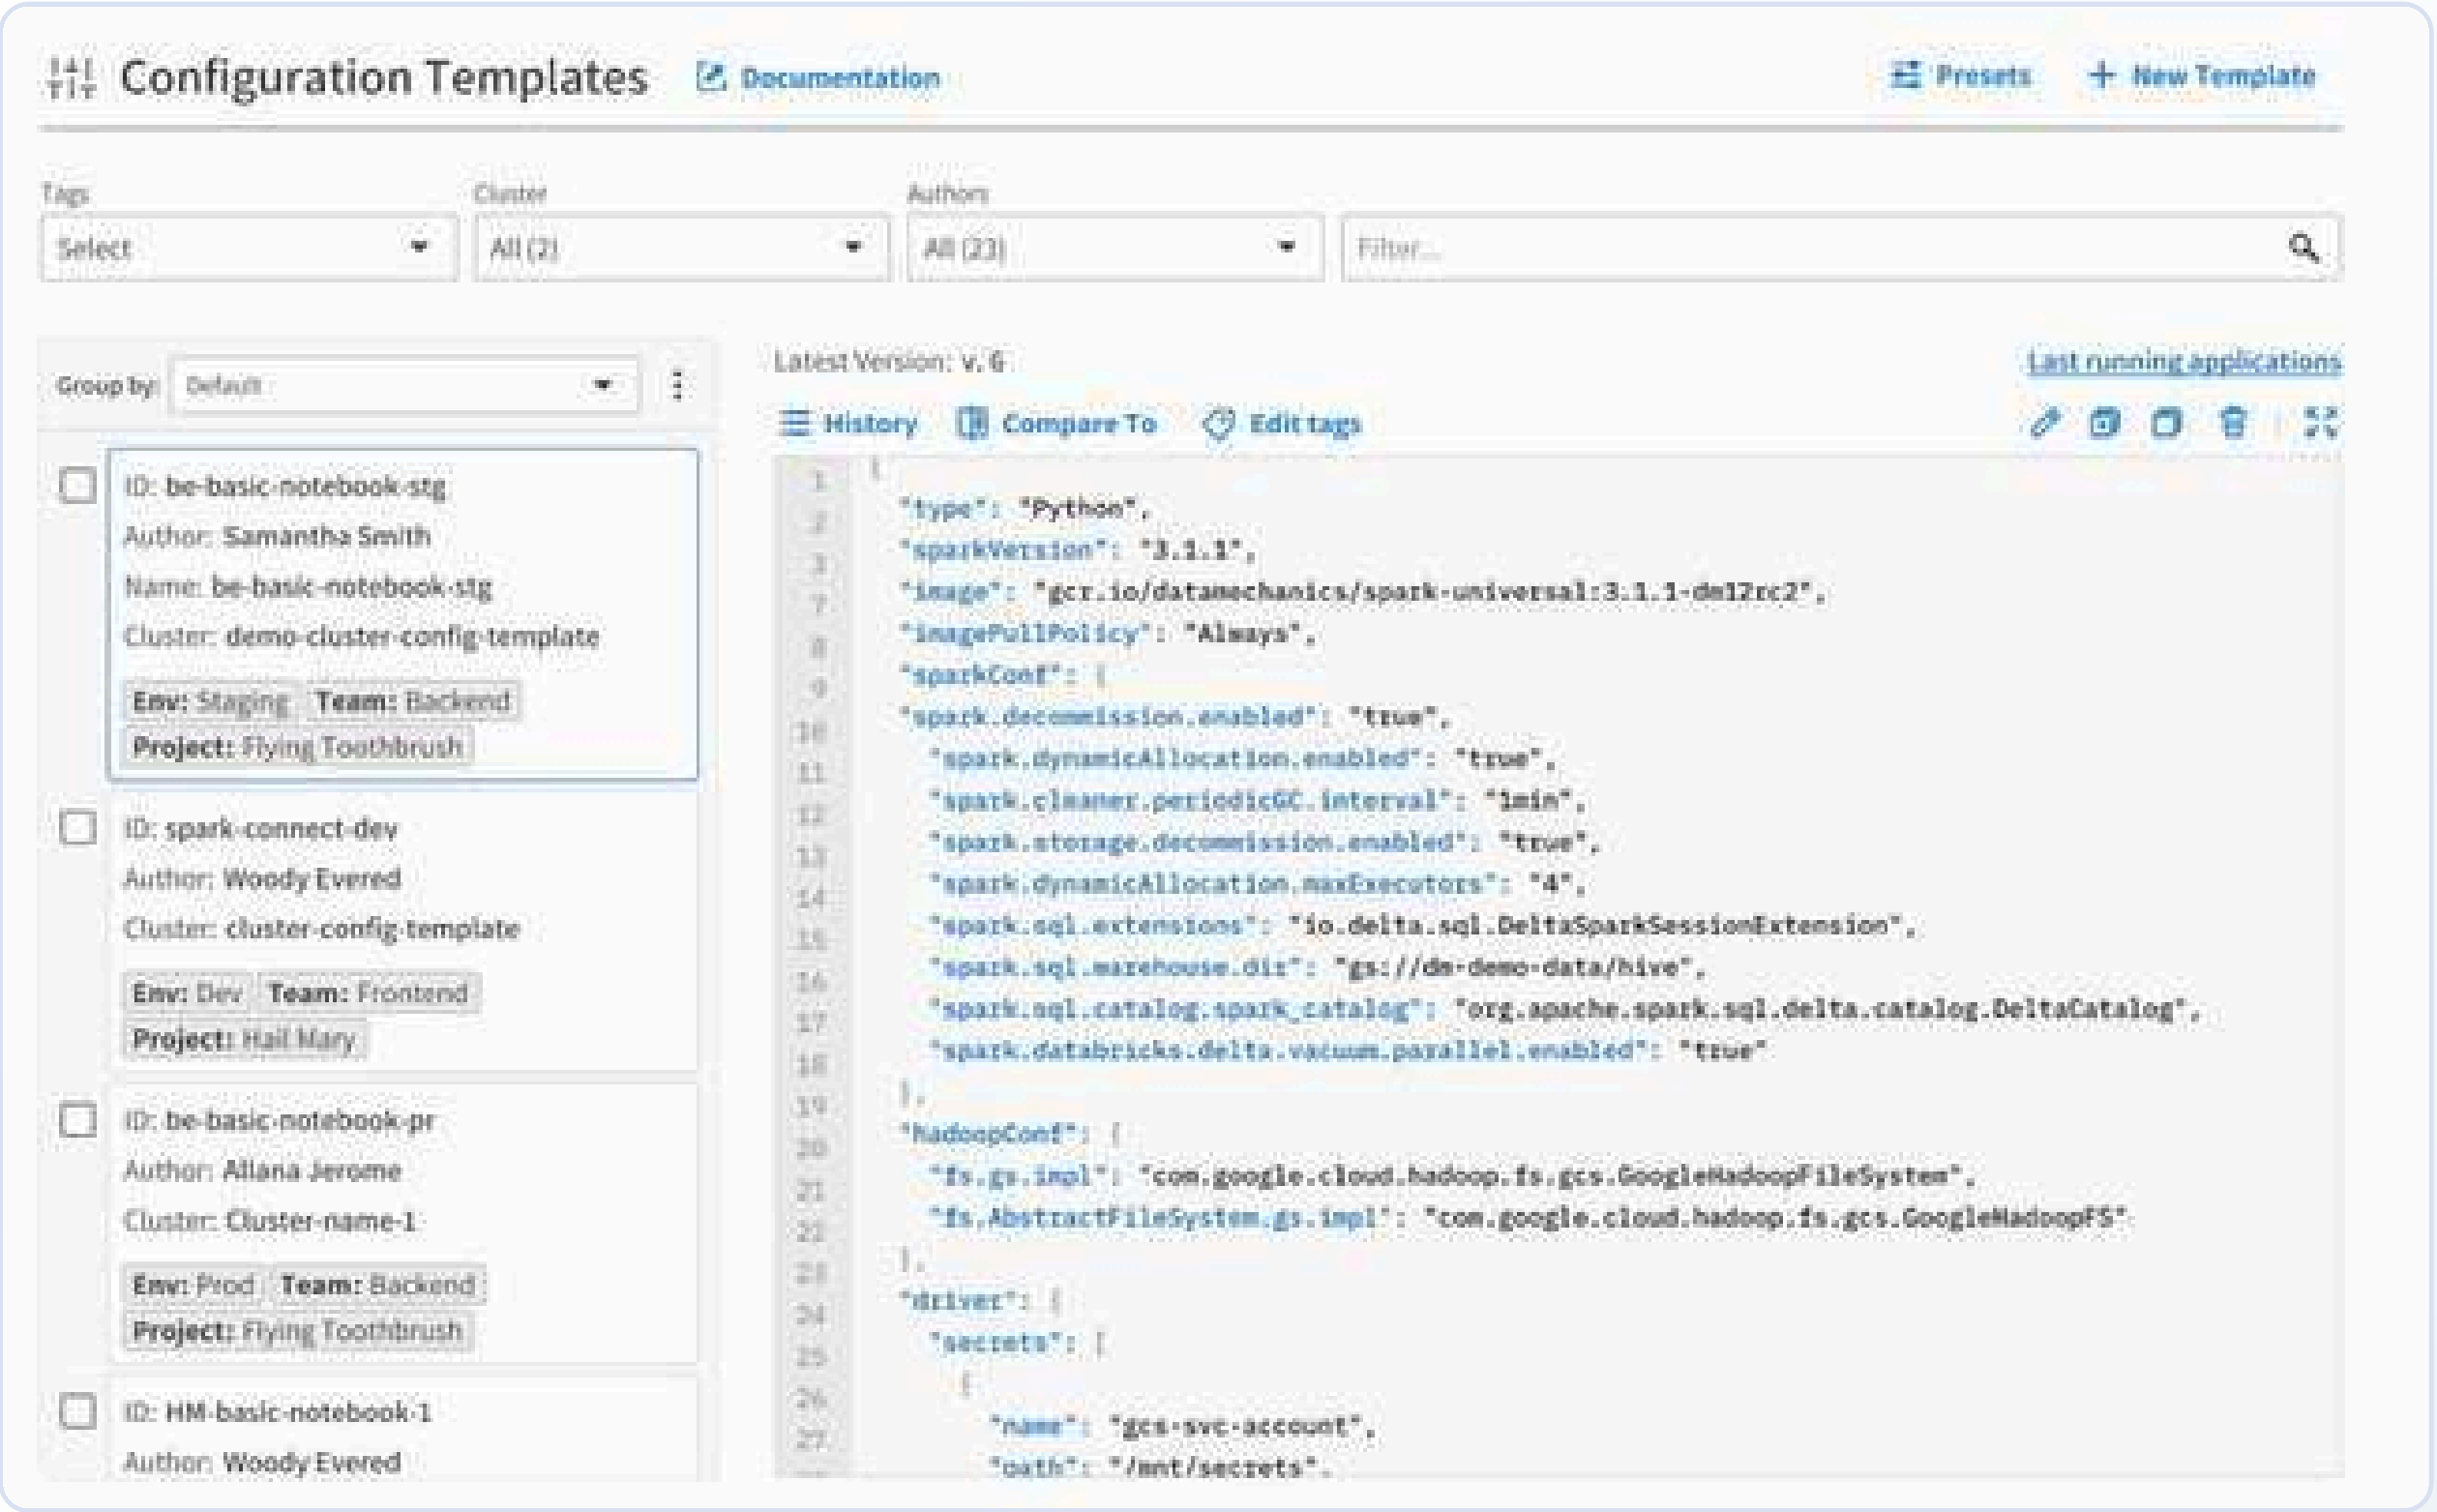 Configuration Templates Documentation Presets + New Template
Tags Cluster Authors
Select All (2) All (23) Filter...
Group by: Default
ID: be-basic-notebook-stg
Author: Samantha Smith
Name: be-basic-notebook-stg
Cluster: demo-cluster-config-template
Env: Staging Team: Backend
Project: Flying Toothbrush
ID: spark-connect-dev
Author: Woody Evered
Cluster: cluster-config-template
Env: Dev Team: Frontend
Project: Hail Mary
ID: be-basic-notebook-pr
Author: Allana Jerome
Cluster: Cluster-name-1
Env: Prod Team: Backend
Project: Flying Toothbrush
ID: HM-basic-notebook-1
Author: Woody Evered
Latest Version: v. 6 Last running applications
History Compare To Edit tags
1 {
2 "type": "Python",
3 "sparkVersion": "3.1.1",
7 "image": "gcr.io/datamechanics/spark-universal:3.1.1-dm12rc2",
8 "imagePullPolicy": "Always",
9 "sparkConf": {
10 "spark.decommission.enabled": "true",
11 "spark.dynamicAllocation.enabled": "true",
12 "spark.cleaner.periodicGC.interval": "1min",
13 "spark.storage.decommission.enabled": "true",
14 "spark.dynamicAllocation.maxExecutors": "4",
15 "spark.sql.extensions": "io.delta.sql.DeltaSparkSessionExtension",
16 "spark.sql.warehouse.dir": "gs://dm-demo-data/hive",
17 "spark.sql.catalog.spark_catalog": "org.apache.spark.sql.delta.catalog.DeltaCatalog",
18 "spark.databricks.delta.vacuum.parallel.enabled": "true"
19 },
20 "hadoopConf": {
21 "fs.gs.impl": "com.google.cloud.hadoop.fs.gcs.GoogleHadoopFileSystem",
22 "fs.AbstractFileSystem.gs.impl": "com.google.cloud.hadoop.fs.gcs.GoogleHadoopFS"
23 },
24 "driver": {
25 "secrets": [
26 {
27 "name": "gcs-svc-account",
"path": "/mnt/secrets",